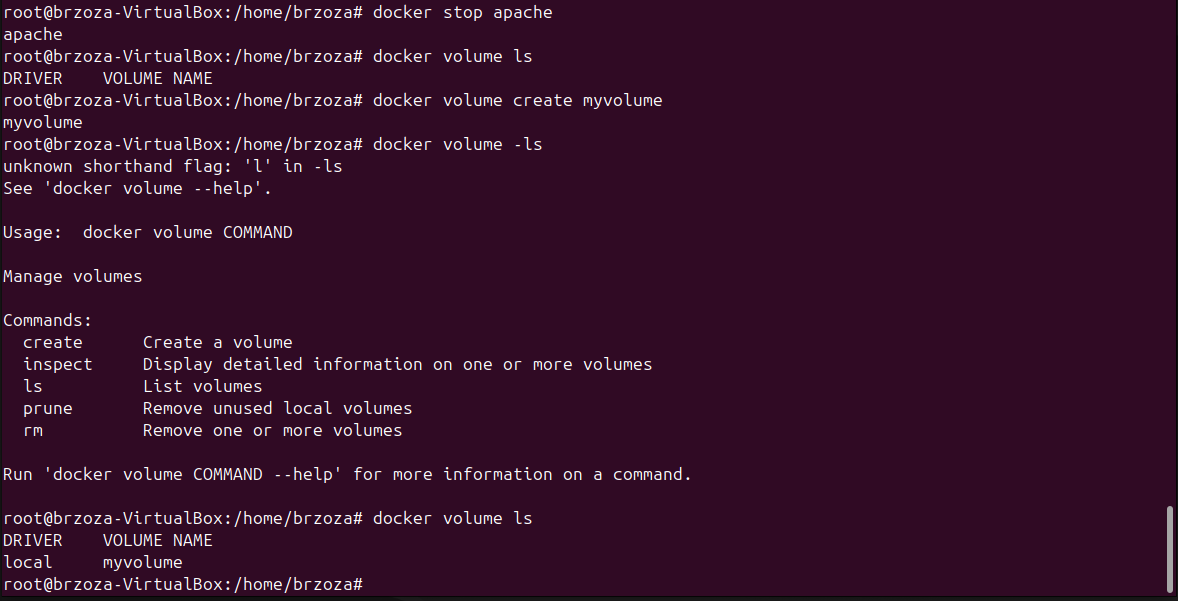 root@brzoza-VirtualBox:/home/brzoza# docker stop apache
apache
root@brzoza-VirtualBox:/home/brzoza# docker volume ls
DRIVER    VOLUME NAME
root@brzoza-VirtualBox:/home/brzoza# docker volume create myvolume
myvolume
root@brzoza-VirtualBox:/home/brzoza# docker volume -ls
unknown shorthand flag: 'l' in -ls
See 'docker volume --help'.

Usage:  docker volume COMMAND

Manage volumes

Commands:
  create      Create a volume
  inspect     Display detailed information on one or more volumes
  ls          List volumes
  prune       Remove unused local volumes
  rm          Remove one or more volumes

Run 'docker volume COMMAND --help' for more information on a command.

root@brzoza-VirtualBox:/home/brzoza# docker volume ls
DRIVER    VOLUME NAME
local     myvolume
root@brzoza-VirtualBox:/home/brzoza#